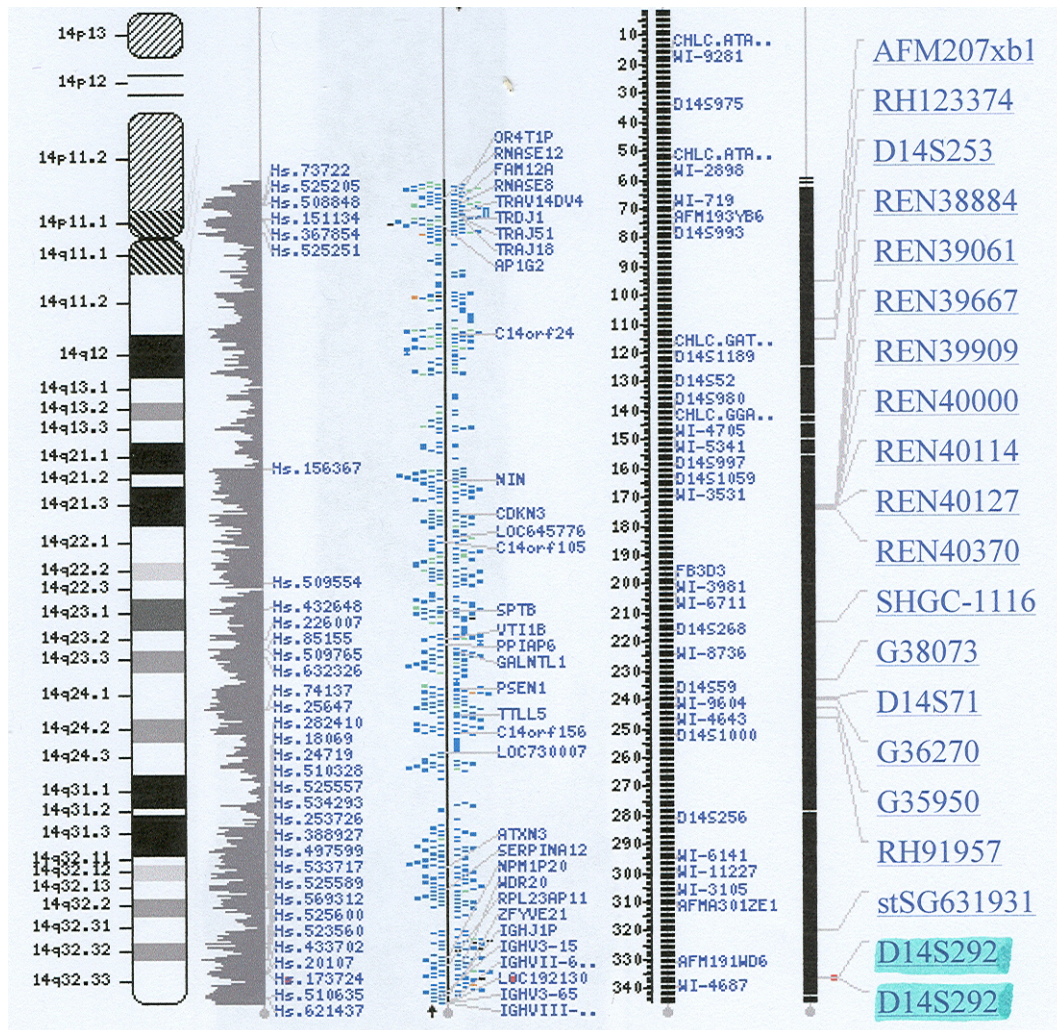 14p13
14p12
14p11.2
14p11.1
14q11.1
14q11.2
14q12
14q13.1
14q13.2
14q13.3
14q21.1
14q21.2
14q21.3
14q22.1
14q22.2
14q22.3
14q23.1
14q23.2
14q23.3
14q24.1
14q24.2
14q24.3
14q31.1
14q31.2
14q31.3
14q32.11
14q32.12
14q32.13
14q32.2
14q32.31
14q32.32
14q32.33
Hs.73722
Hs.525205
Hs.508848
Hs.151134
Hs.367854
Hs.525251
Hs.156367
Hs.509554
Hs.432648
Hs.226007
Hs.85155
Hs.509765
Hs.632326
Hs.74137
Hs.25647
Hs.282410
Hs.18069
Hs.24719
Hs.510328
Hs.525557
Hs.534293
Hs.253726
Hs.388927
Hs.497599
Hs.533717
Hs.525589
Hs.569312
Hs.525600
Hs.523560
Hs.433702
Hs.20107
Hs.173724
Hs.510635
Hs.621437
OR4T1P
RNASE12
FAM12A
RNASE8
TRAV14DV4
TRDJ1
TRAJ51
TRAJ18
AP1G2
C14orf24
NIN
CDKN3
LOC645776
C14orf105
SPTB
VTI1B
PPIAP6
GALNTL1
PSEN1
TTLL5
C14orf156
LOC730007
ATXN3
SERPINA12
NPM1P20
WDR20
RPL23AP11
ZFYVE21
IGHJ1P
IGHV3-15
IGHVII-6..
LOC192130
IGHV3-65
IGHVIII-..
10
20
30
40
50
60
70
80
90
100
110
120
130
140
150
160
170
180
190
200
210
220
230
240
250
260
270
280
290
300
310
320
330
340
CHLC.ATA..
WI-9281
D14S975
CHLC.ATA..
WI-2898
WI-719
AFM193YB6
D14S993
CHLC.GAT..
D14S1189
D14S52
D14S980
CHLC.GGA..
WI-4705
WI-5341
D14S997
D14S1059
WI-3531
FB3D3
WI-3981
WI-6711
D14S268
WI-8736
D14S59
WI-9604
WI-4643
D14S1000
D14S256
WI-6141
WI-11227
WI-3105
AFMA301ZE1
AFM191WD6
WI-4687
AFM207xb1
RH123374
D14S253
REN38884
REN39061
REN39667
REN39909
REN40000
REN40114
REN40127
REN40370
SHGC-1116
G38073
D14S71
G36270
G35950
RH91957
stSG631931
D14S292
D14S292